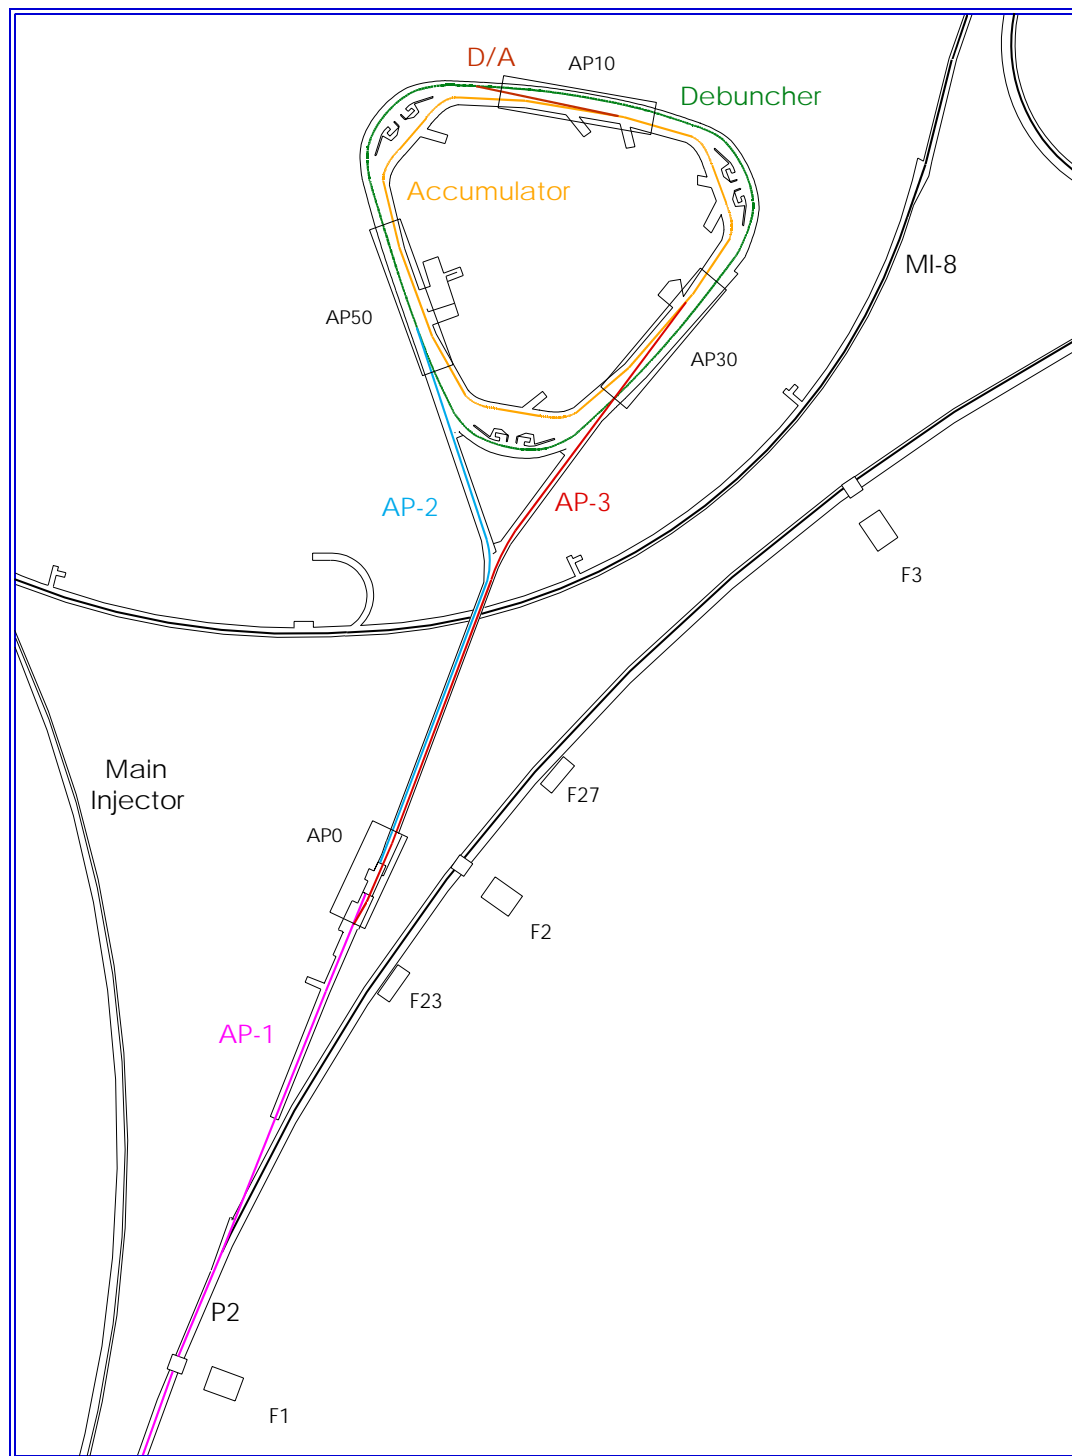 D/A
AP10
Debuncher
Accumulator
MI-8
AP50
AP30
AP-2
AP-3
F3
Main
Injector
F27
AP0
F2
F23
AP-1
P2
F1